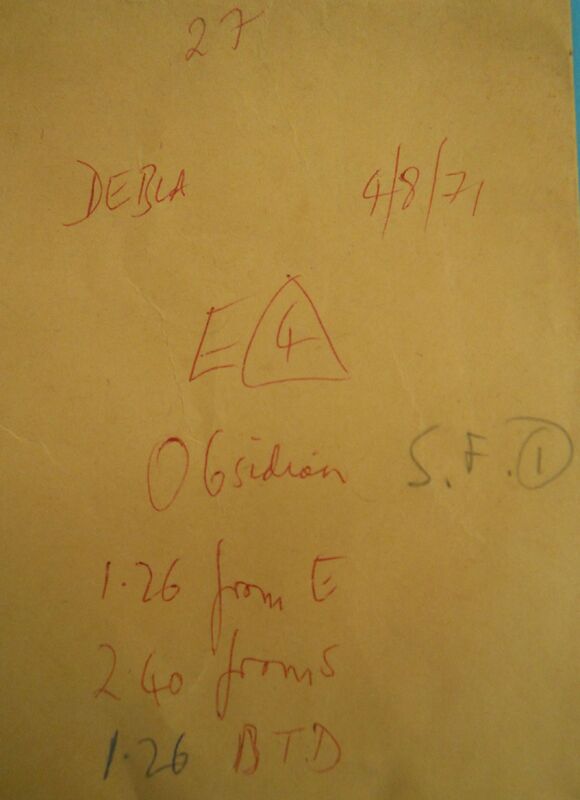 27
DEBLA 4/8/71
E 4
Obsidian S.F. 1
1.26 from E
2.40 from S
1.26 BTD